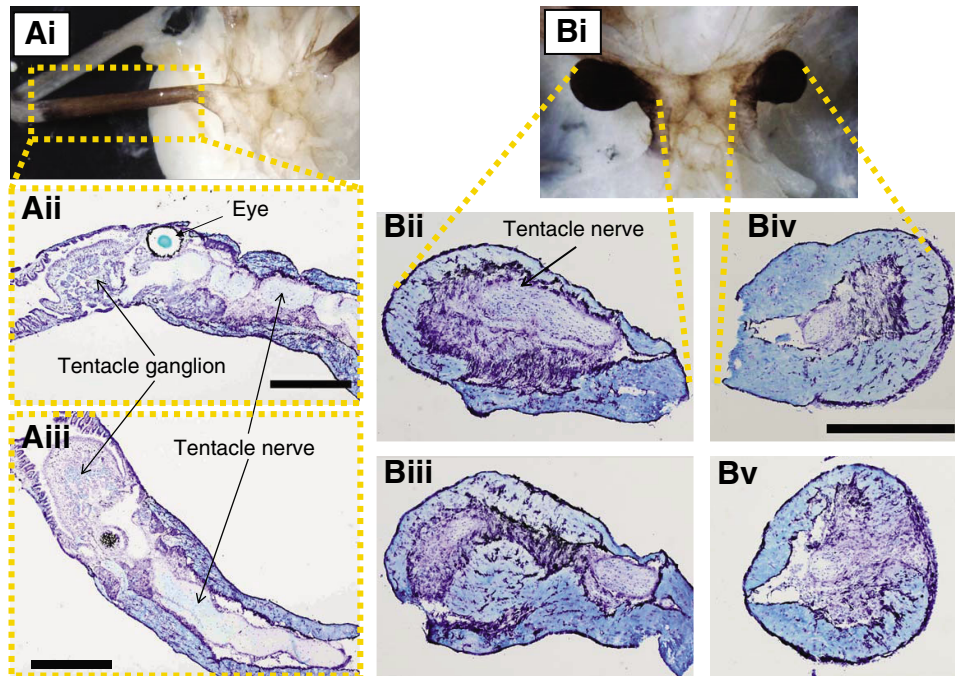 Ai
Bi
Aii
Eye
Bii
Tentacle nerve
Biv
Tentacle ganglion
Tentacle nerve
Aiii
Biii
Bv